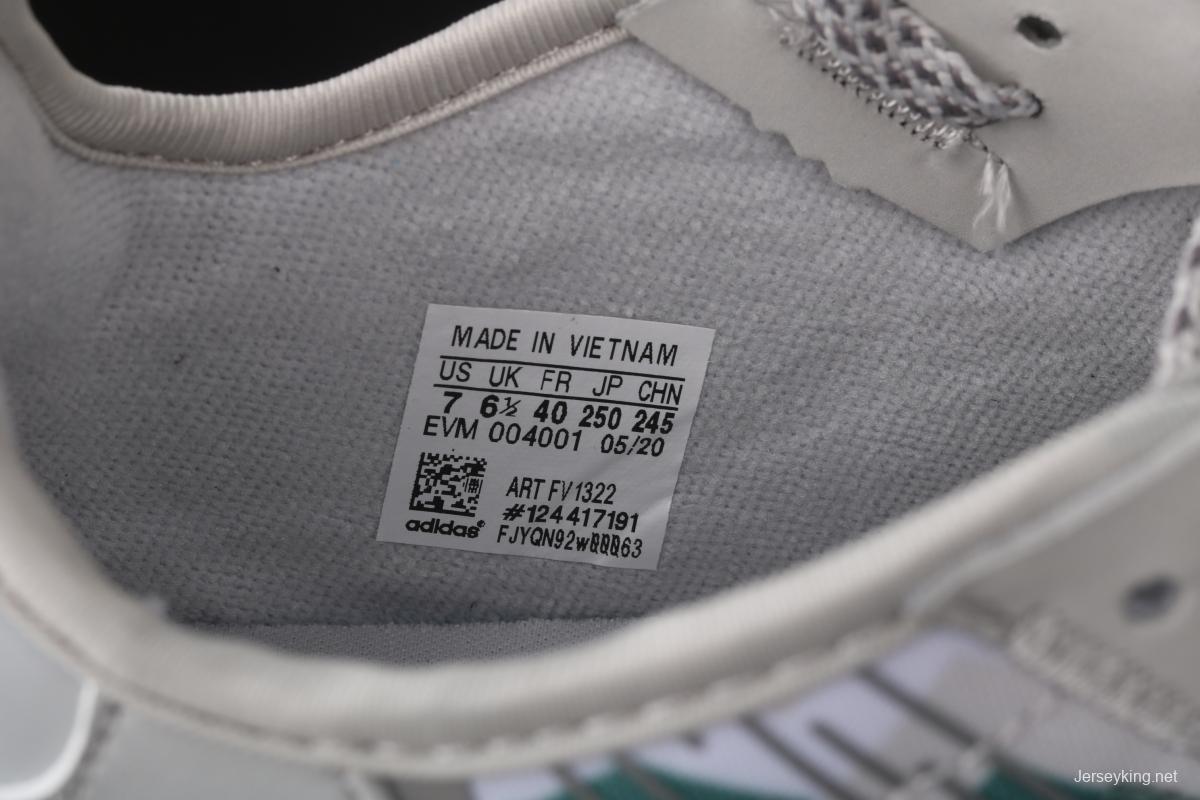 MADE IN VIETNAM
US UK FR JP CHN
7 6½ 40 250 245
EVM 004001 05/20
ART FV1322
#124417191
adidas®
Jerseyking.net